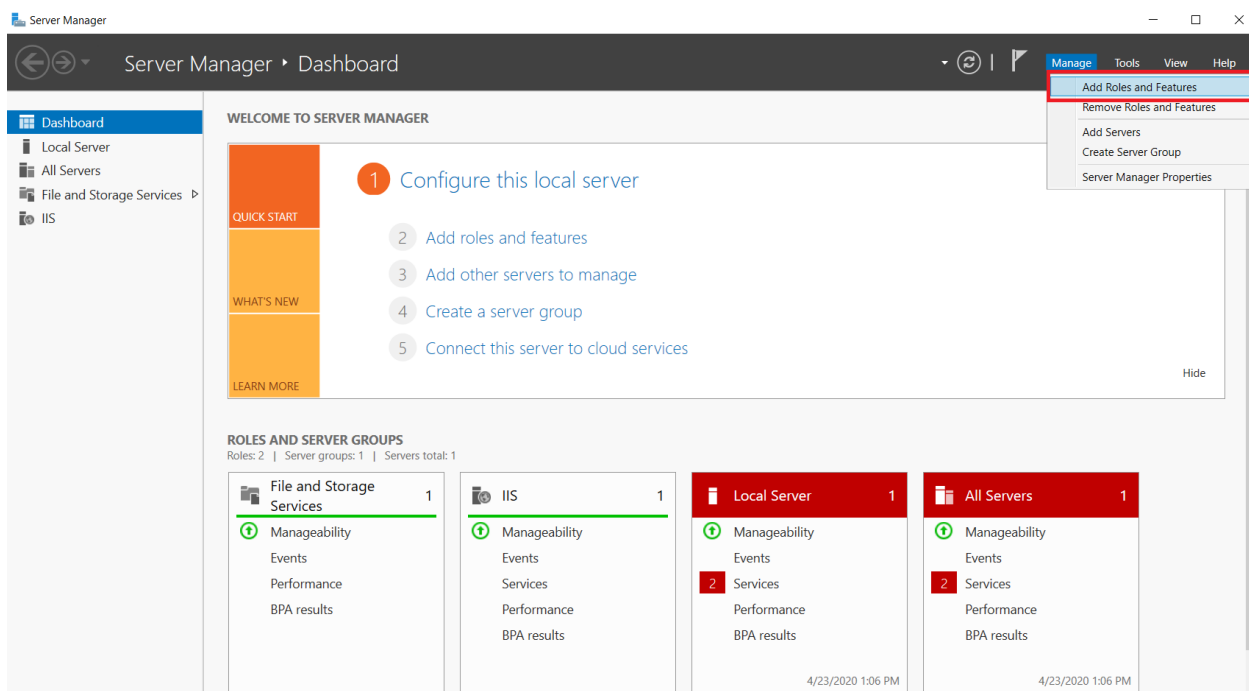 Server Manager
Server Manager ‣ Dashboard
Manage Tools View Help
Add Roles and Features
Remove Roles and Features
Add Servers
Create Server Group
Server Manager Properties
Dashboard
Local Server
All Servers
File and Storage Services
IIS
WELCOME TO SERVER MANAGER
QUICK START
WHAT'S NEW
LEARN MORE
1 Configure this local server
2 Add roles and features
3 Add other servers to manage
4 Create a server group
5 Connect this server to cloud services
Hide
ROLES AND SERVER GROUPS
Roles: 2 | Server groups: 1 | Servers total: 1
File and Storage
Services 1
Manageability
Events
Performance
BPA results
IIS 1
Manageability
Events
Services
Performance
BPA results
Local Server 1
Manageability
Events
2 Services
Performance
BPA results
4/23/2020 1:06 PM
All Servers 1
Manageability
Events
2 Services
Performance
BPA results
4/23/2020 1:06 PM